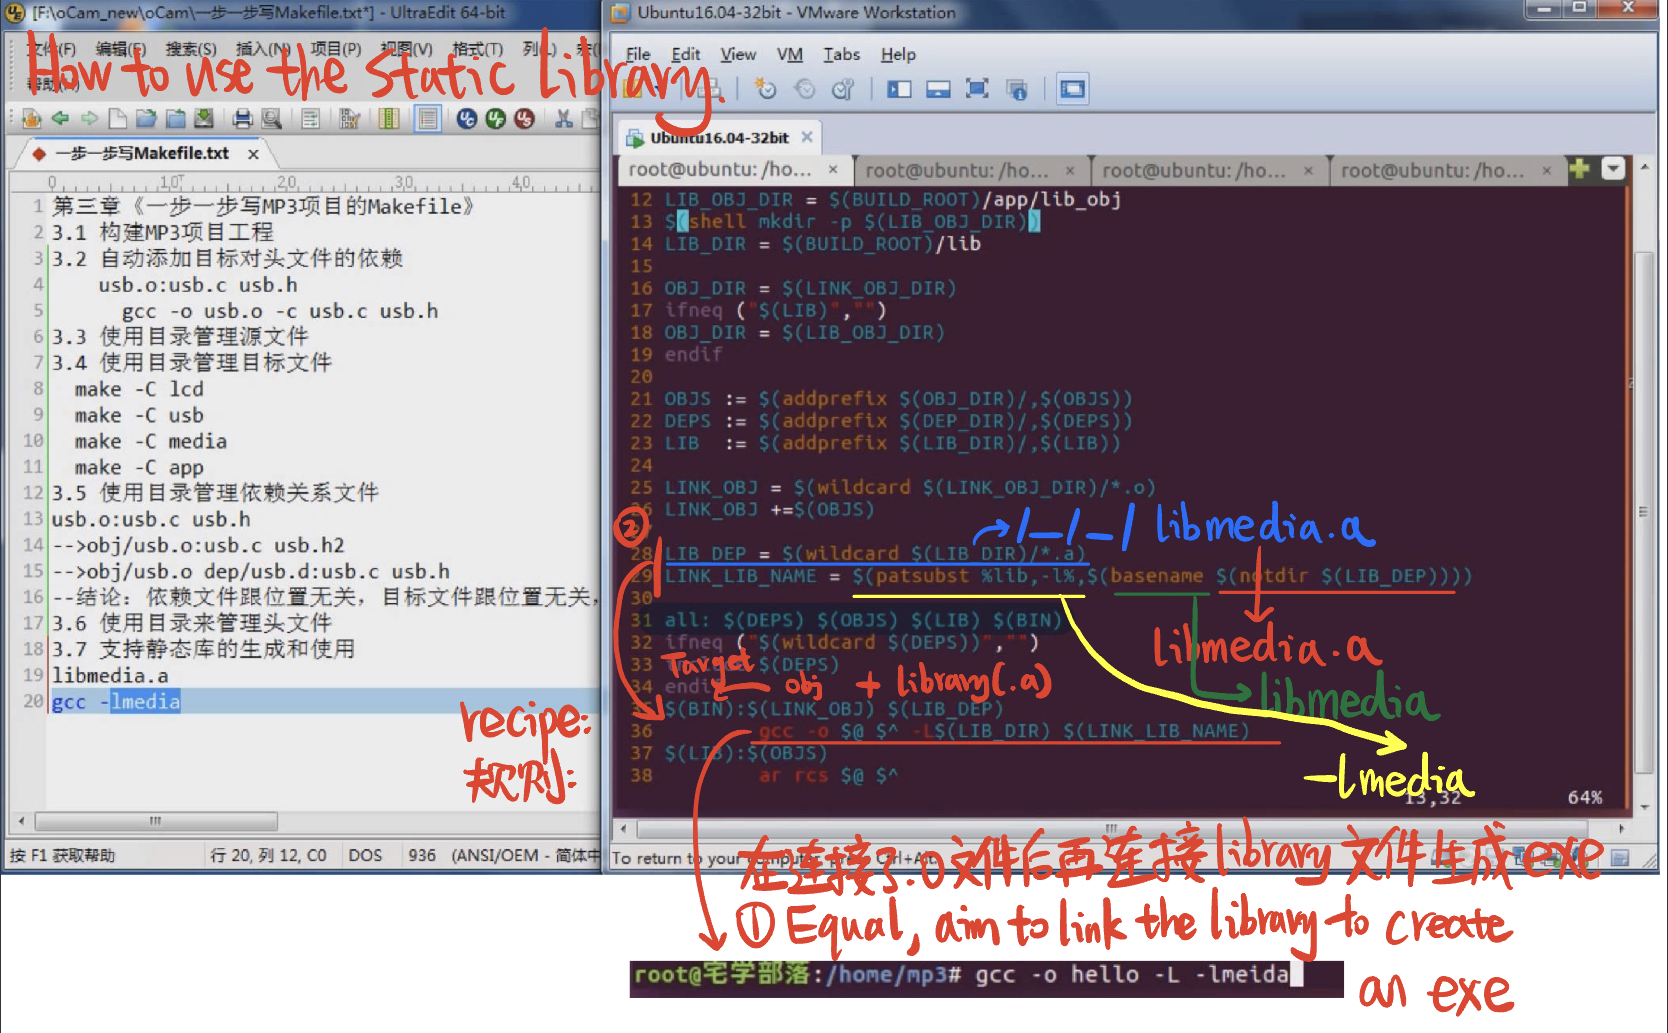 [F:\oCam_new\oCam\一步一步写Makefile.txt*] - UltraEdit 64-bit
文件(F) 编辑(E) 搜索(S) 插入(N) 项目(P) 视图(V) 格式(T) 列(L)
How to use the Static Library.
一步一步写Makefile.txt x
0 1,0 2,0 3,0 4,0
1 第三章《一步一步写MP3项目的Makefile》
2 3.1 构建MP3项目工程
3 3.2 自动添加目标对头文件的依赖
4 usb.o:usb.c usb.h
5 gcc -o usb.o -c usb.c usb.h
6 3.3 使用目录管理源文件
7 3.4 使用目录管理目标文件
8 make -C lcd
9 make -C usb
10 make -C media
11 make -C app
12 3.5 使用目录管理依赖关系文件
13 usb.o:usb.c usb.h
14 -->obj/usb.o:usb.c usb.h2
15 -->obj/usb.o dep/usb.d:usb.c usb.h
16 --结论：依赖文件跟位置无关，目标文件跟位置无关，
17 3.6 使用目录来管理头文件
18 3.7 支持静态库的生成和使用
19 libmedia.a
20 gcc -lmedia
按 F1 获取帮助 行 20, 列 12, C0 DOS 936 (ANSI/OEM - 简体中
Ubuntu16.04-32bit - VMware Workstation
File Edit View VM Tabs Help
Ubuntu16.04-32bit ×
root@ubuntu: /ho... × root@ubuntu: /ho... × root@ubuntu: /ho... × root@ubuntu: /ho... ×
12 LIB_OBJ_DIR = $(BUILD_ROOT)/app/lib_obj
13 $(shell mkdir -p $(LIB_OBJ_DIR))
14 LIB_DIR = $(BUILD_ROOT)/lib
15
16 OBJ_DIR = $(LINK_OBJ_DIR)
17 ifneq ("$(LIB)","")
18 OBJ_DIR = $(LIB_OBJ_DIR)
19 endif
20
21 OBJS := $(addprefix $(OBJ_DIR)/,$(OBJS))
22 DEPS := $(addprefix $(DEP_DIR)/,$(DEPS))
23 LIB := $(addprefix $(LIB_DIR)/,$(LIB))
24
25 LINK_OBJ = $(wildcard $(LINK_OBJ_DIR)/*.o)
26 LINK_OBJ +=$(OBJS)
②
/_/_/ libmedia.a
28 LIB_DEP = $(wildcard $(LIB_DIR)/*.a)
29 LINK_LIB_NAME = $(patsubst %lib,-l%,$(basename $(notdir $(LIB_DEP))))
30
31 all: $(DEPS) $(OBJS) $(LIB) $(BIN)
32 ifneq ("$(wildcard $(DEPS))","")
libmedia.a
33 include $(DEPS)
Target ← obj + library(.a)
34 endif
libmedia
35 $(BIN):$(LINK_OBJ) $(LIB_DEP)
recipe:
36 gcc -o $@ $^ -L$(LIB_DIR) $(LINK_LIB_NAME)
37 $(LIB):$(OBJS)
规则:
38 ar rcs $@ $^
-lmedia
13,32 64%
To return to your computer, press Ctrl+Alt.
在连接了.o文件后再连接library文件生成exe
① Equal, aim to link the library to create
an exe
root@宅学部落:/home/mp3# gcc -o hello -L -lmeida